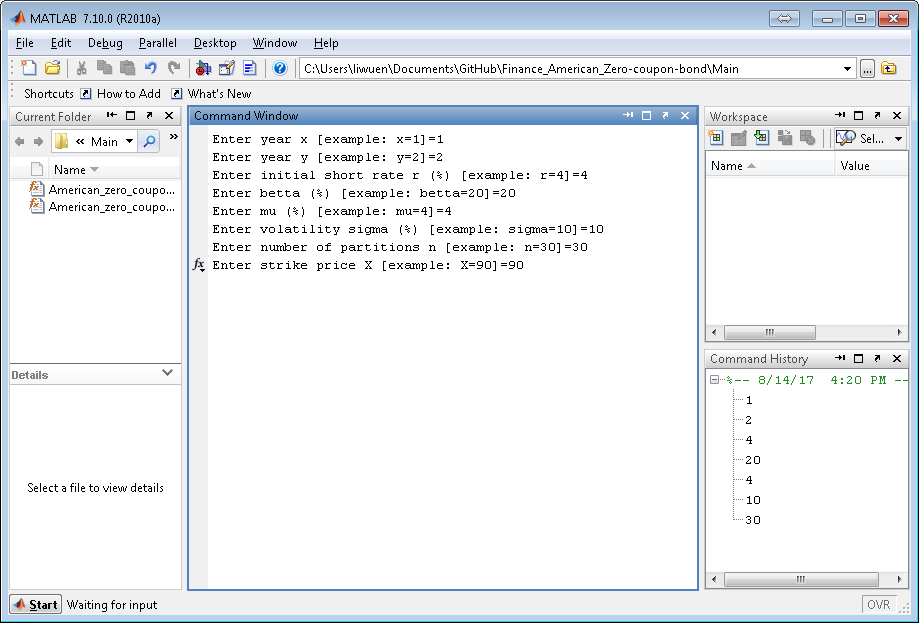 MATLAB 7.10.0 (R2010a)
File Edit Debug Parallel Desktop Window Help
C:\Users\liwuen\Documents\GitHub\Finance_American_Zero-coupon-bond\Main
...
Shortcuts How to Add What's New
Current Folder
« Main
»
Name
American_zero_coupo...
American_zero_coupo...
Details
Select a file to view details
Command Window
Enter year x [example: x=1]=1
Enter year y [example: y=2]=2
Enter initial short rate r (%) [example: r=4]=4
Enter betta (%) [example: betta=20]=20
Enter mu (%) [example: mu=4]=4
Enter volatility sigma (%) [example: sigma=10]=10
Enter number of partitions n [example: n=30]=30
fx Enter strike price X [example: X=90]=90
Workspace
Sel...
Name Value
Command History
%-- 8/14/17 4:20 PM --
1
2
4
20
4
10
30
Start Waiting for input
OVR